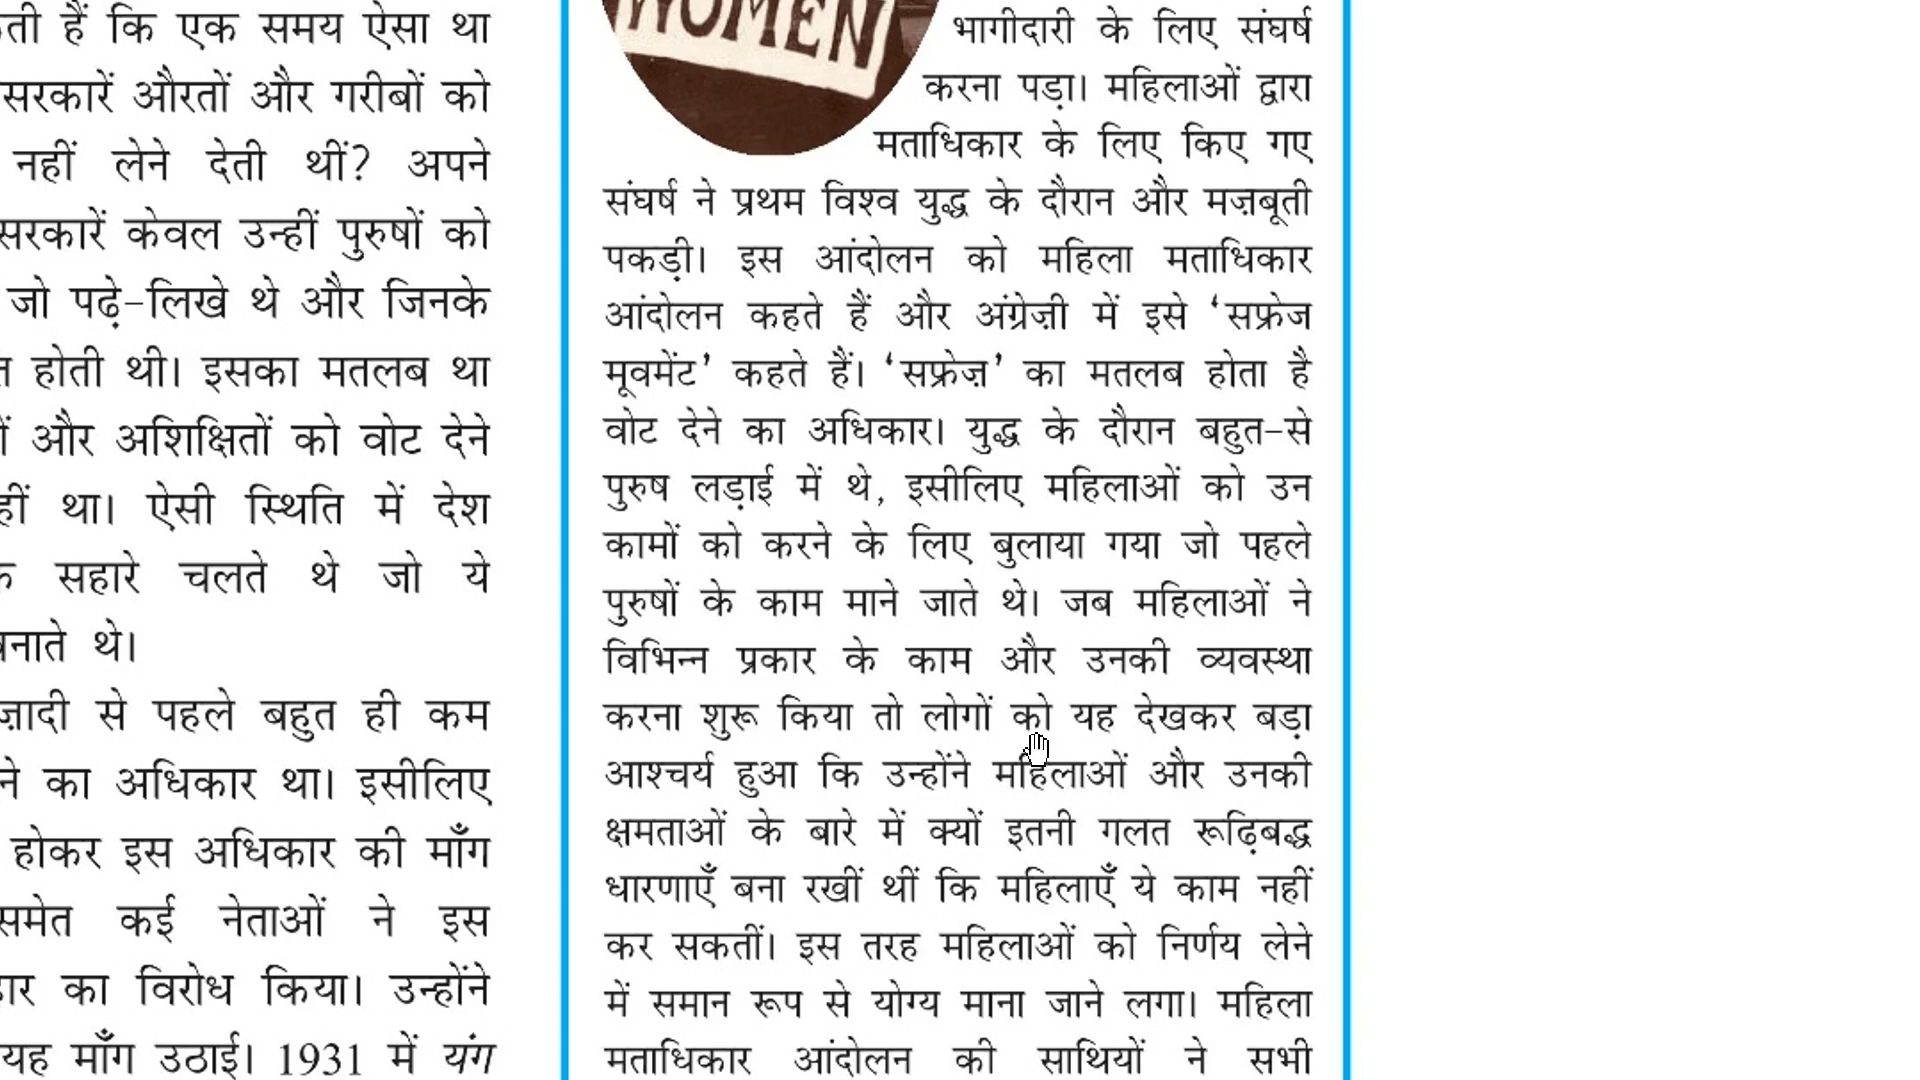 हैं कि एक समय ऐसा था
सरकारें औरतों और गरीबों को
नहीं लेने देती थीं? अपने
सरकारें केवल उन्हीं पुरुषों को
जो पढ़े-लिखे थे और जिनके
होती थी। इसका मतलब था
और अशिक्षितों को वोट देने
था। ऐसी स्थिति में देश
सहारे चलते थे जो ये
थे।
से पहले बहुत ही कम
का अधिकार था। इसीलिए
होकर इस अधिकार की माँग
समेत कई नेताओं ने इस
का विरोध किया। उन्होंने
यह माँग उठाई। 1931 में यंग
WOMEN
भागीदारी के लिए संघर्ष
करना पड़ा। महिलाओं द्वारा
मताधिकार के लिए किए गए
संघर्ष ने प्रथम विश्व युद्ध के दौरान और मज़बूती
पकड़ी। इस आंदोलन को महिला मताधिकार
आंदोलन कहते हैं और अंग्रेज़ी में इसे ‘सफ्रेज
मूवमेंट’ कहते हैं। ‘सफ्रेज़’ का मतलब होता है
वोट देने का अधिकार। युद्ध के दौरान बहुत-से
पुरुष लड़ाई में थे, इसीलिए महिलाओं को उन
कामों को करने के लिए बुलाया गया जो पहले
पुरुषों के काम माने जाते थे। जब महिलाओं ने
विभिन्न प्रकार के काम और उनकी व्यवस्था
करना शुरू किया तो लोगों को यह देखकर बड़ा
आश्चर्य हुआ कि उन्होंने महिलाओं और उनकी
क्षमताओं के बारे में क्यों इतनी गलत रूढ़िबद्ध
धारणाएँ बना रखीं थीं कि महिलाएँ ये काम नहीं
कर सकतीं। इस तरह महिलाओं को निर्णय लेने
में समान रूप से योग्य माना जाने लगा। महिला
मताधिकार आंदोलन की साथियों ने सभी